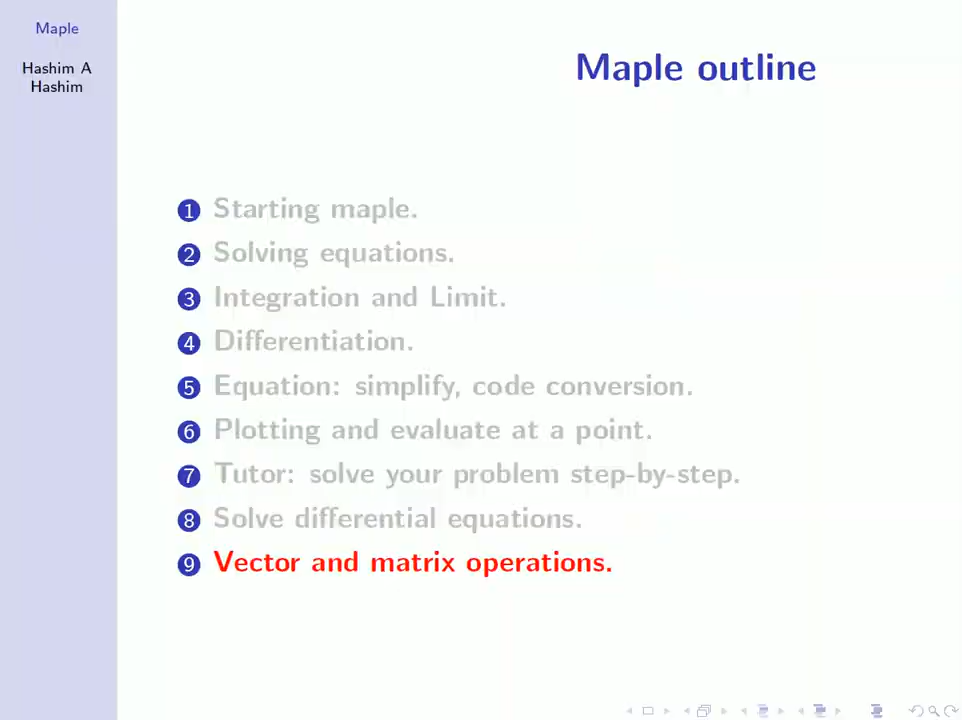 Maple
Hashim A
Hashim
Maple outline
1 Starting maple.
2 Solving equations.
3 Integration and Limit.
4 Differentiation.
5 Equation: simplify, code conversion.
6 Plotting and evaluate at a point.
7 Tutor: solve your problem step-by-step.
8 Solve differential equations.
9 Vector and matrix operations.